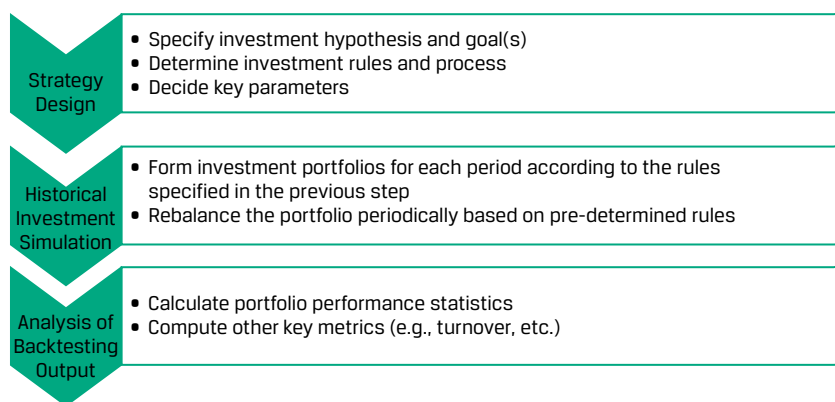 Strategy
Design
• Specify investment hypothesis and goal(s)
• Determine investment rules and process
• Decide key parameters
Historical
Investment
Simulation
• Form investment portfolios for each period according to the rules
specified in the previous step
• Rebalance the portfolio periodically based on pre-determined rules
Analysis of
Backtesting
Output
• Calculate portfolio performance statistics
• Compute other key metrics (e.g., turnover, etc.)